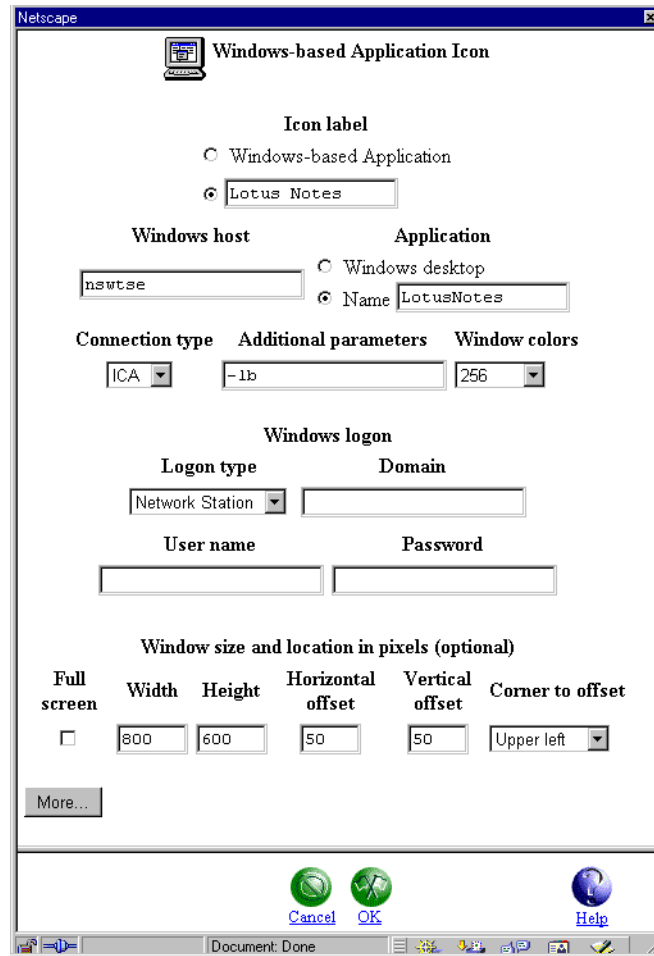 Netscape
Windows-based Application Icon
Icon label
Windows-based Application
Lotus Notes
Windows host Application
Windows desktop
nswtse
Name LotusNotes
Connection type Additional parameters Window colors
ICA -lb 256
Windows logon
Logon type Domain
Network Station
User name Password
Window size and location in pixels (optional)
Full screen Width Height Horizontal offset Vertical offset Corner to offset
800 600 50 50 Upper left
More...
Cancel OK Help
Document: Done